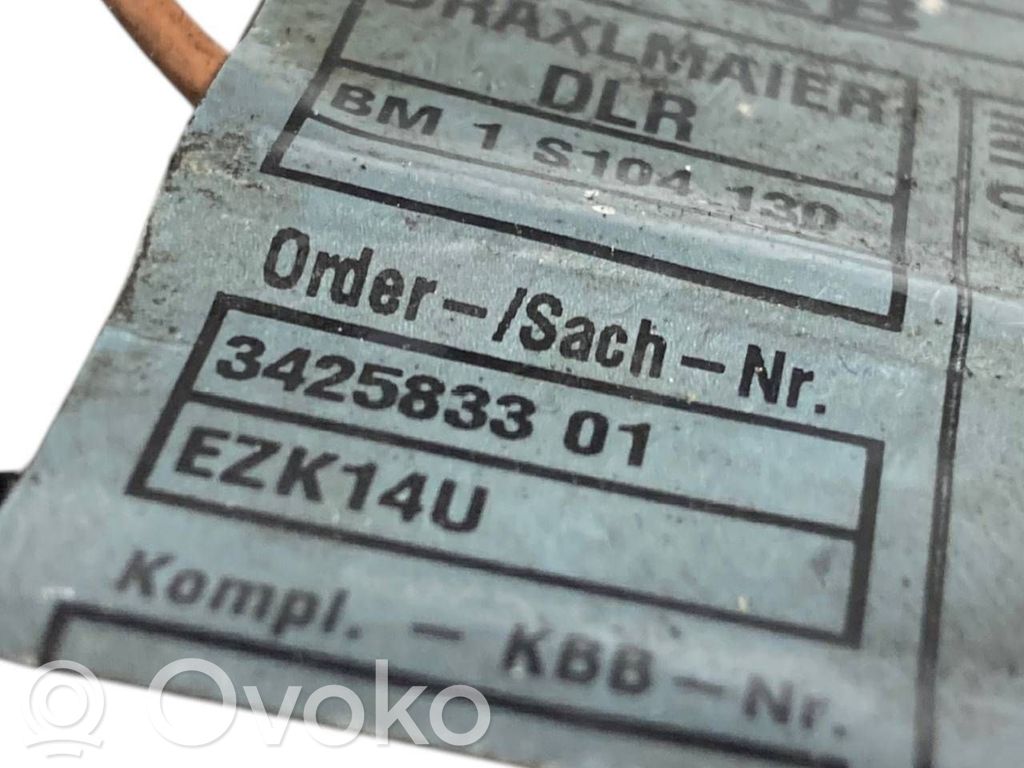 DRAXLMAIER
DLR
BM 1 S104 130
Order-/Sach-Nr.
3425833 01
EZK14U
Kompl. - KBB-Nr.
Ovoko